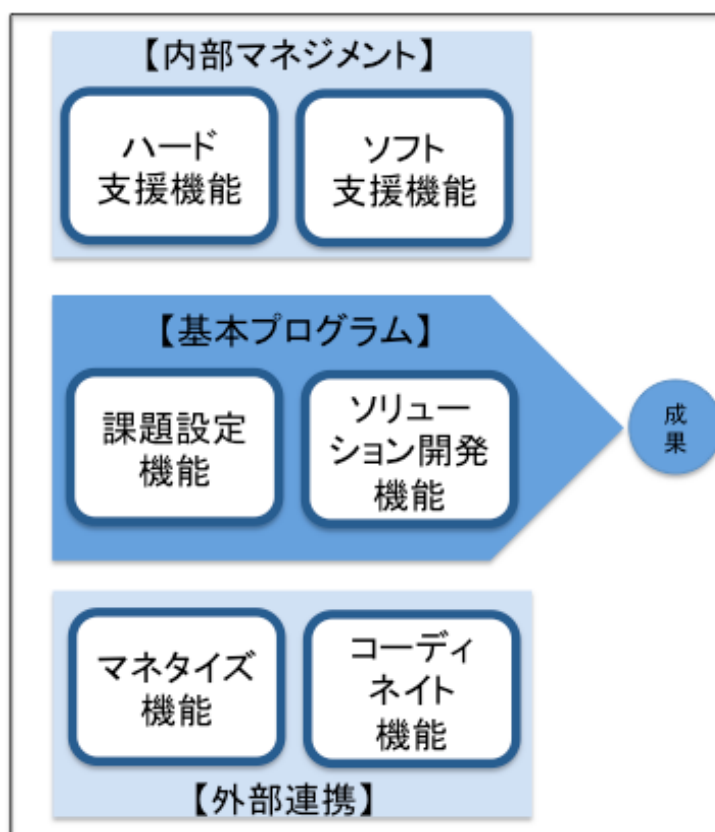 【内部マネジメント】
ハード
支援機能
ソフト
支援機能
【基本プログラム】
課題設定
機能
ソリュー
ション開発
機能
成
果
マネタイズ
機能
コーディ
ネイト
機能
【外部連携】